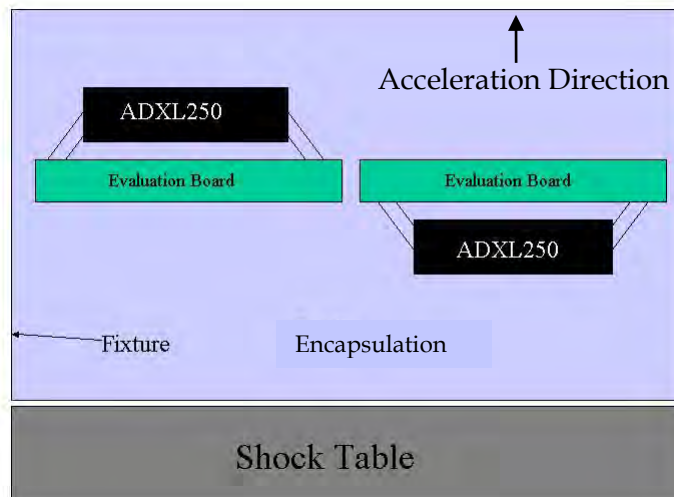 Acceleration Direction
ADXL250
Evaluation Board
Evaluation Board
ADXL250
Fixture
Encapsulation
Shock Table